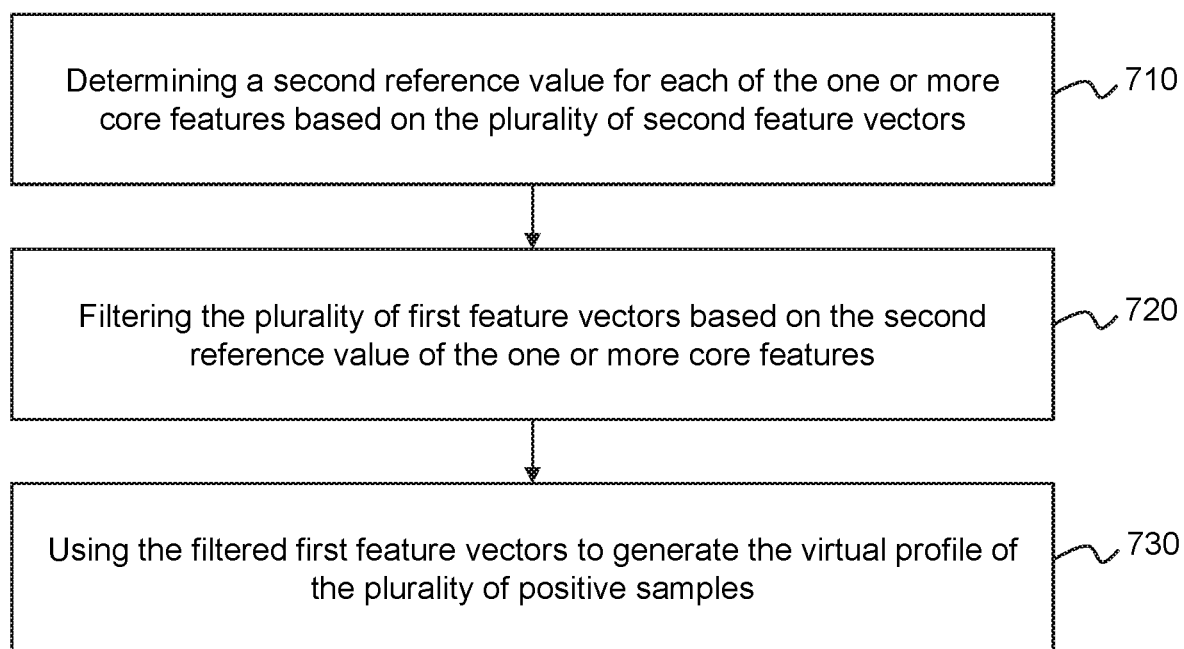 Determining a second reference value for each of the one or more
core features based on the plurality of second feature vectors
710
Filtering the plurality of first feature vectors based on the second
reference value of the one or more core features
720
Using the filtered first feature vectors to generate the virtual profile of
the plurality of positive samples
730